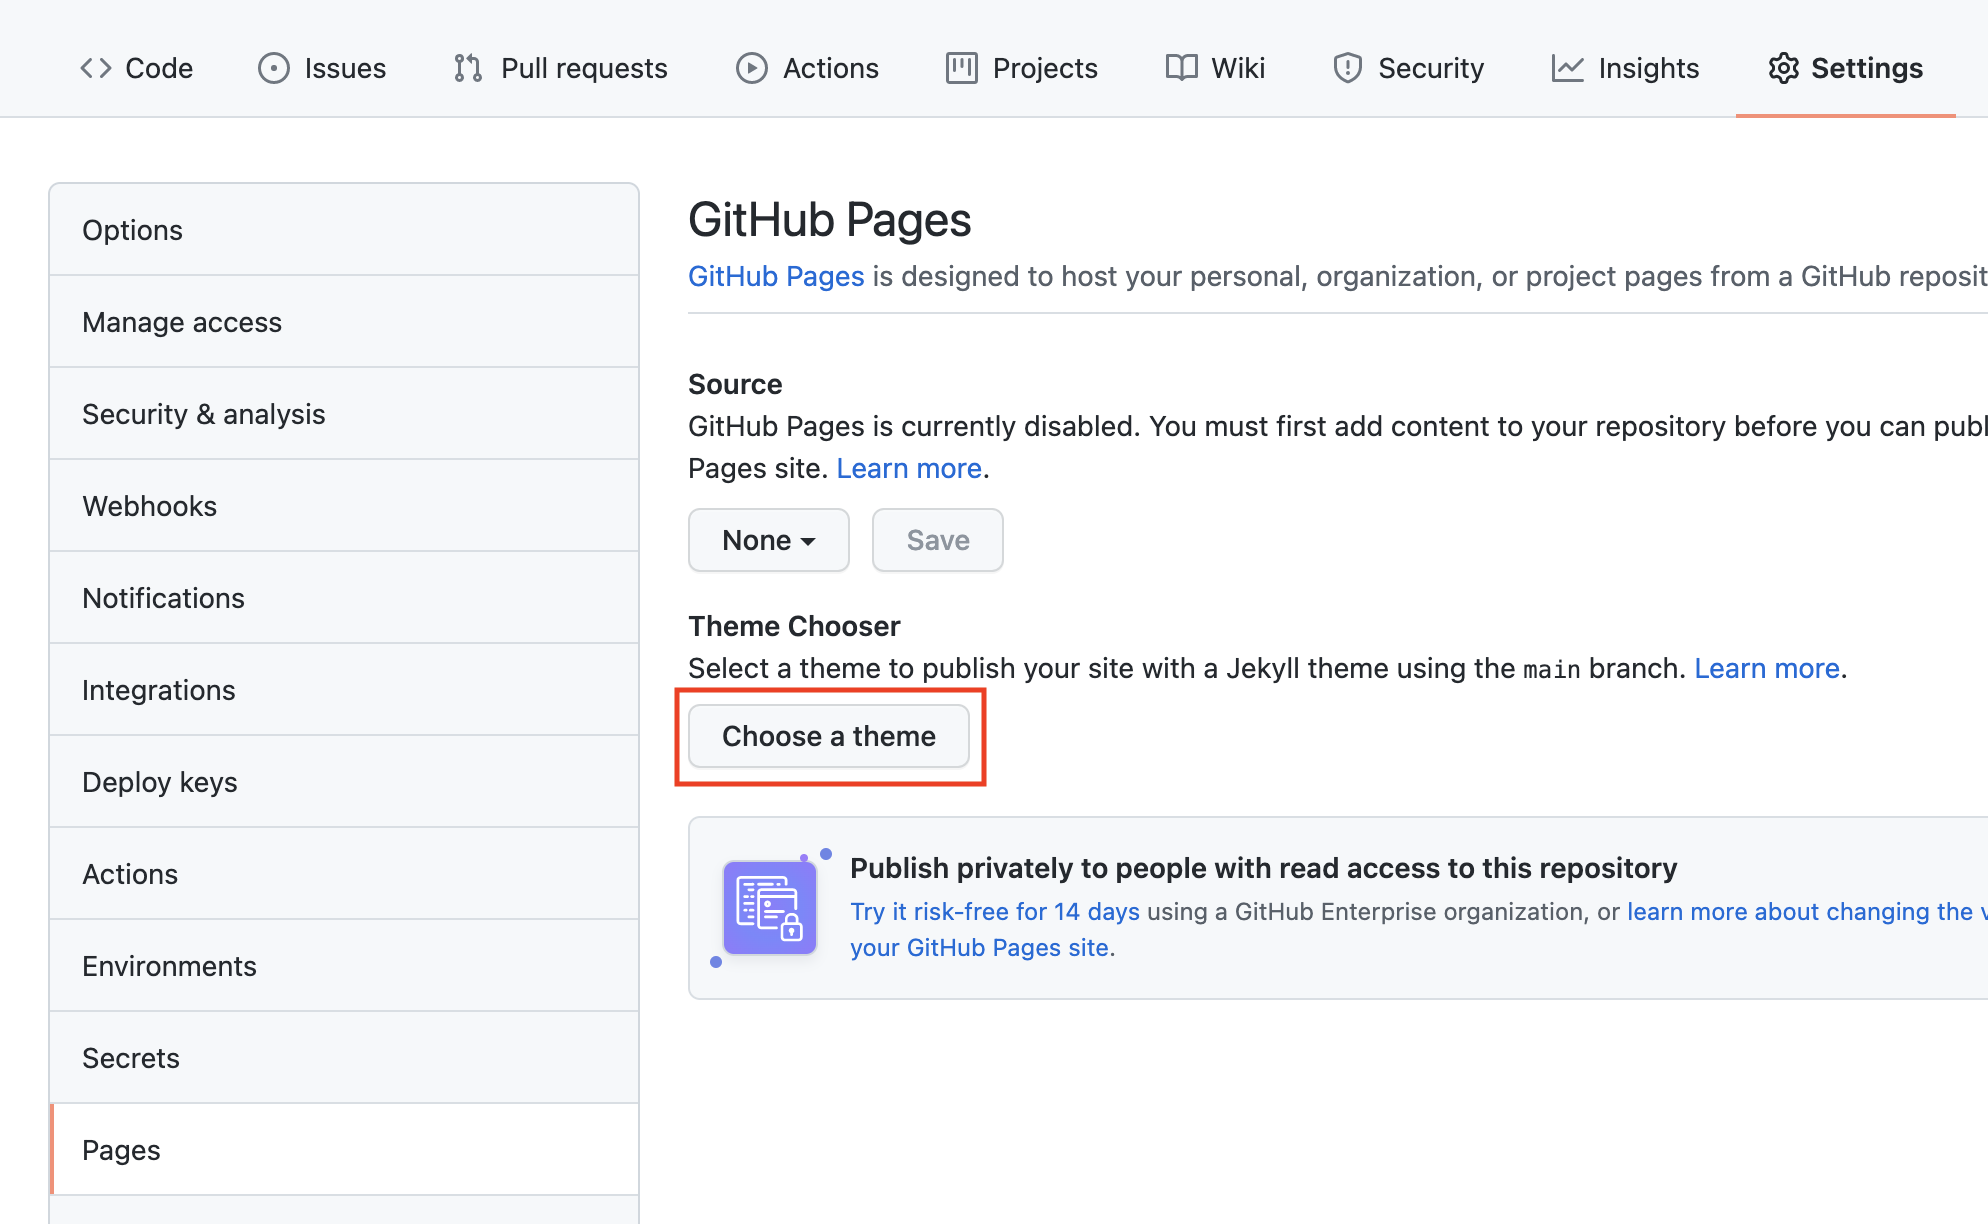 Code Issues Pull requests Actions Projects Wiki Security Insights Settings
Options
Manage access
Security & analysis
Webhooks
Notifications
Integrations
Deploy keys
Actions
Environments
Secrets
Pages
GitHub Pages
GitHub Pages is designed to host your personal, organization, or project pages from a GitHub reposit
Source
GitHub Pages is currently disabled. You must first add content to your repository before you can publ
Pages site. Learn more.
None Save
Theme Chooser
Select a theme to publish your site with a Jekyll theme using the main branch. Learn more.
Choose a theme
Publish privately to people with read access to this repository
Try it risk-free for 14 days using a GitHub Enterprise organization, or learn more about changing the v
your GitHub Pages site.